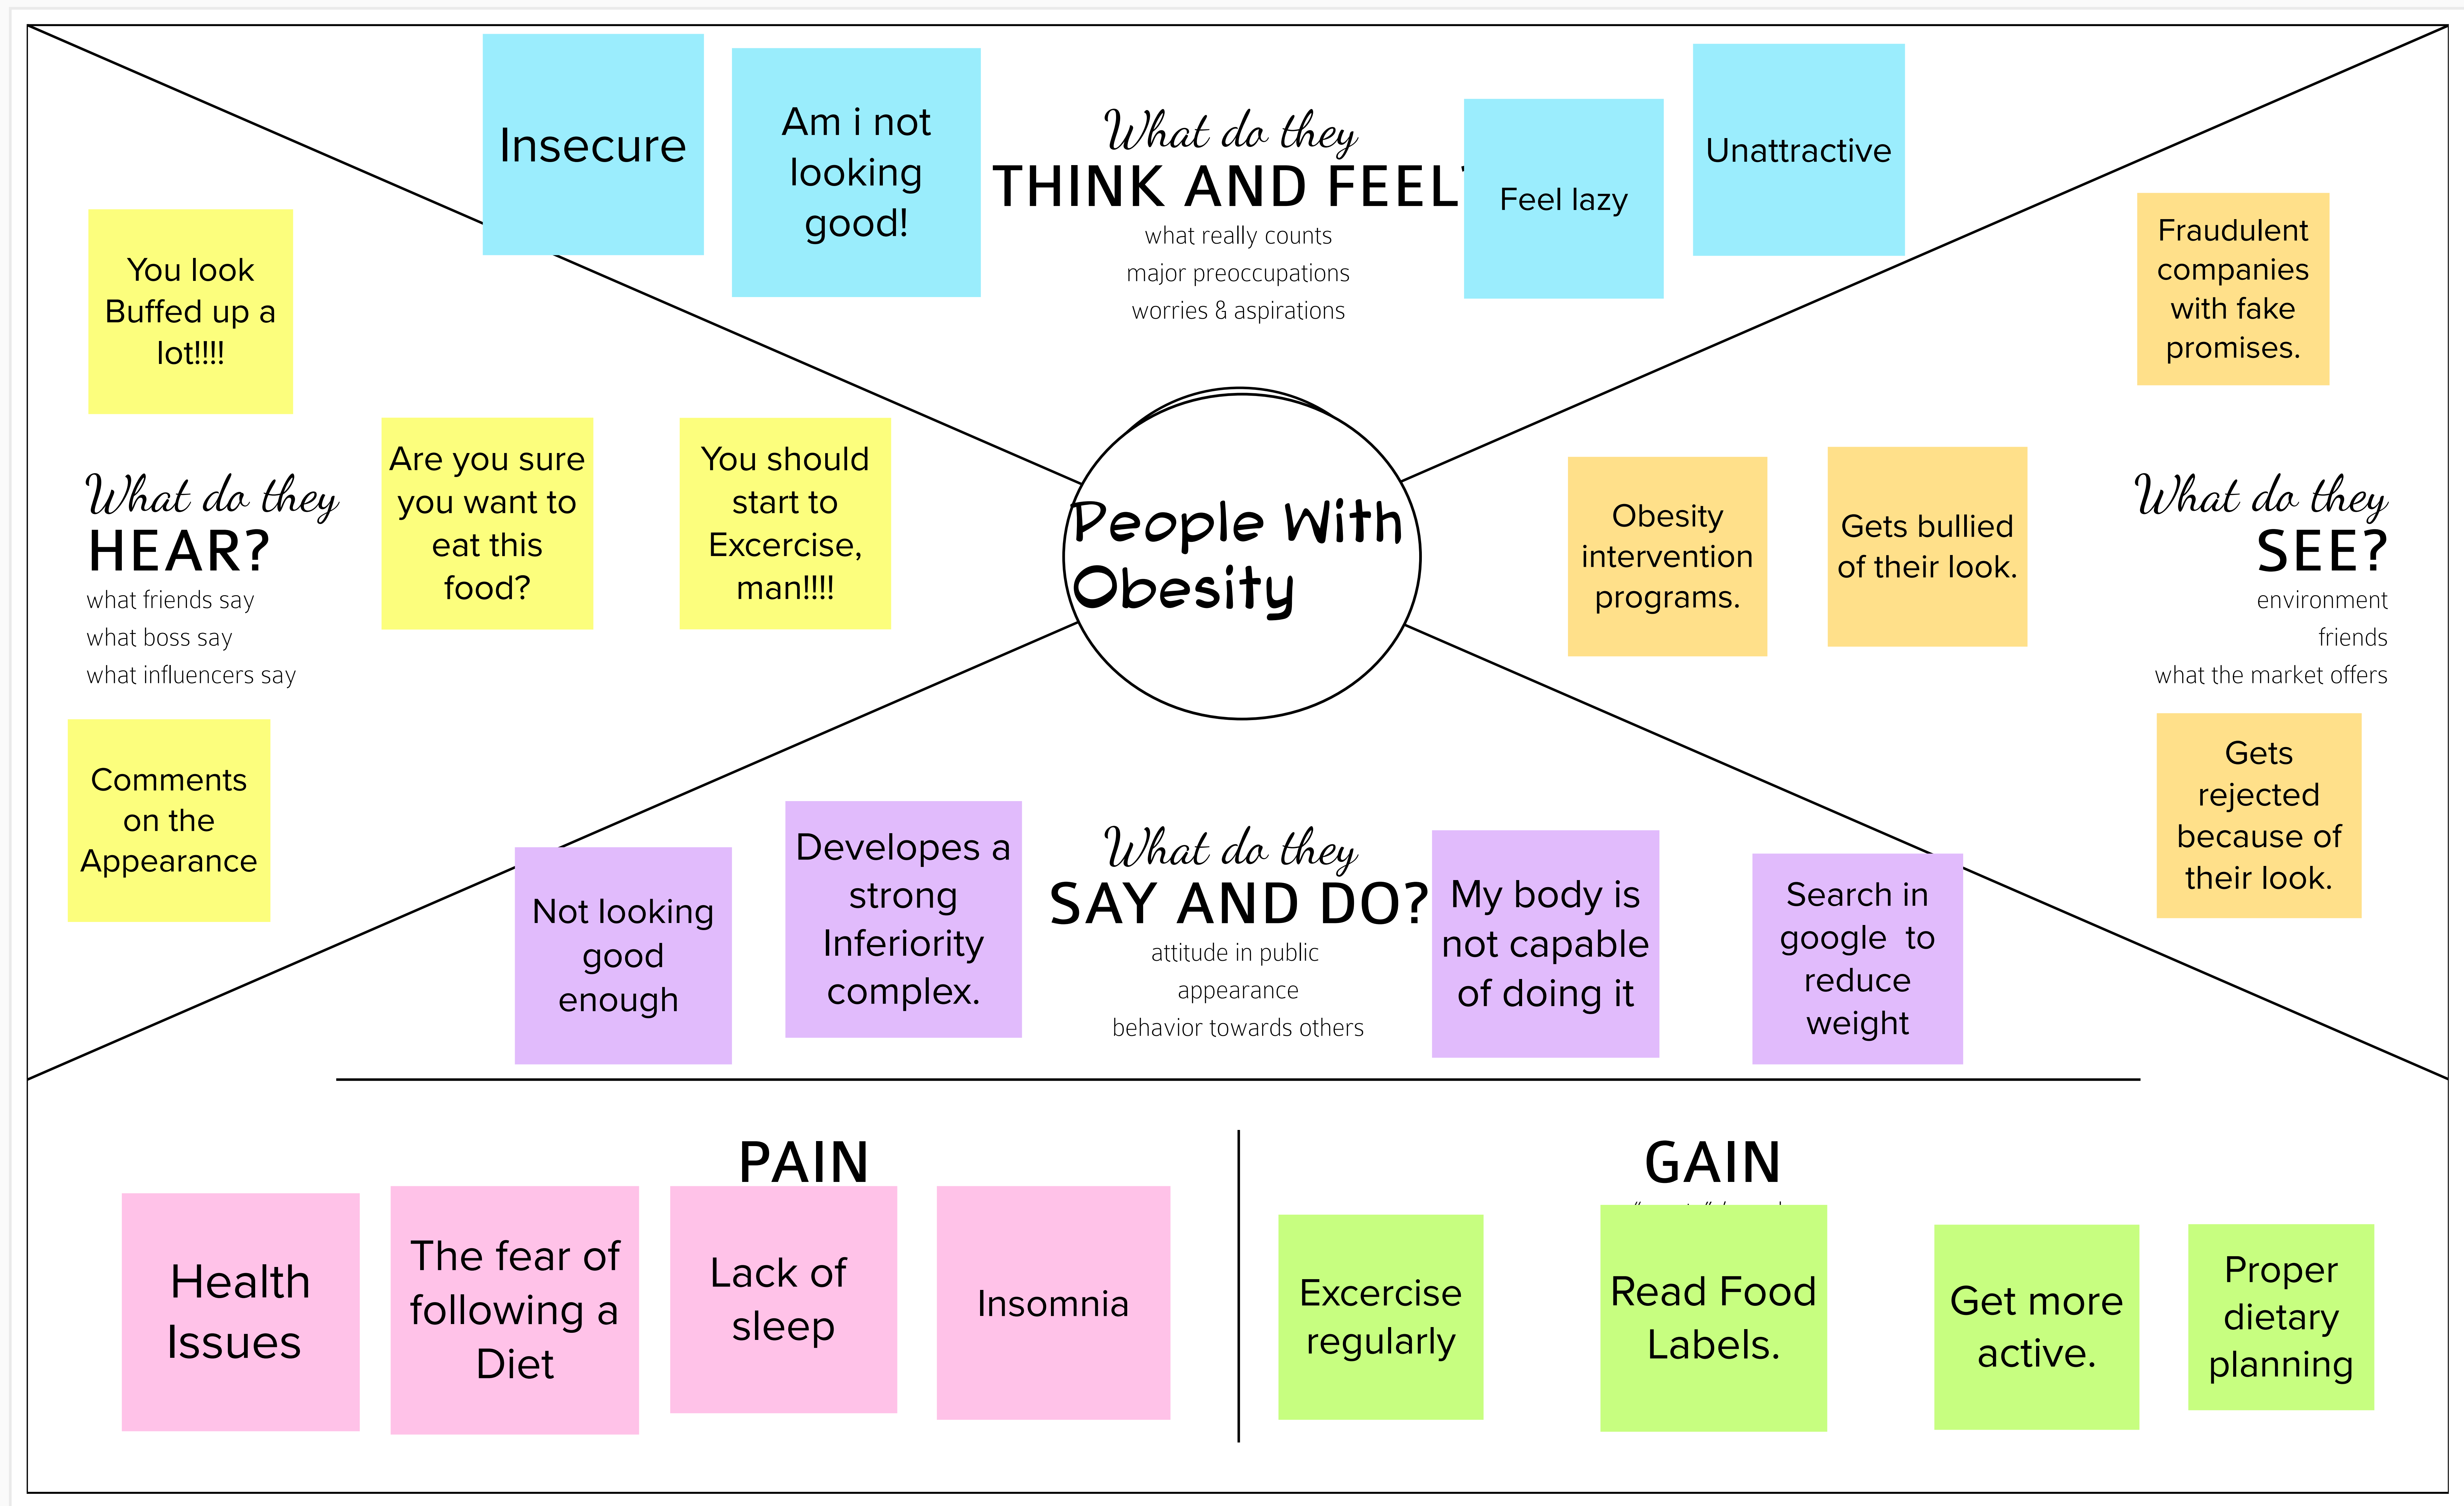 Insecure
Am i not
looking
good!
What do they
THINK AND FEEL
what really counts
major preoccupations
worries & aspirations
Feel lazy
Unattractive
You look
Buffed up a
lot!!!!
Are you sure
you want to
eat this
food?
You should
start to
Excercise,
man!!!!
What do they
HEAR?
what friends say
what boss say
what influencers say
Comments
on the
Appearance
People With
Obesity
Fraudulent
companies
with fake
promises.
Obesity
intervention
programs.
Gets bullied
of their look.
What do they
SEE?
environment
friends
what the market offers
Gets
rejected
because of
their look.
Not looking
good
enough
Developes a
strong
Inferiority
complex.
What do they
SAY AND DO?
attitude in public
appearance
behavior towards others
My body is
not capable
of doing it
Search in
google to
reduce
weight
PAIN
Health
Issues
The fear of
following a
Diet
Lack of
sleep
Insomnia
GAIN
Excercise
regularly
Read Food
Labels.
Get more
active.
Proper
dietary
planning